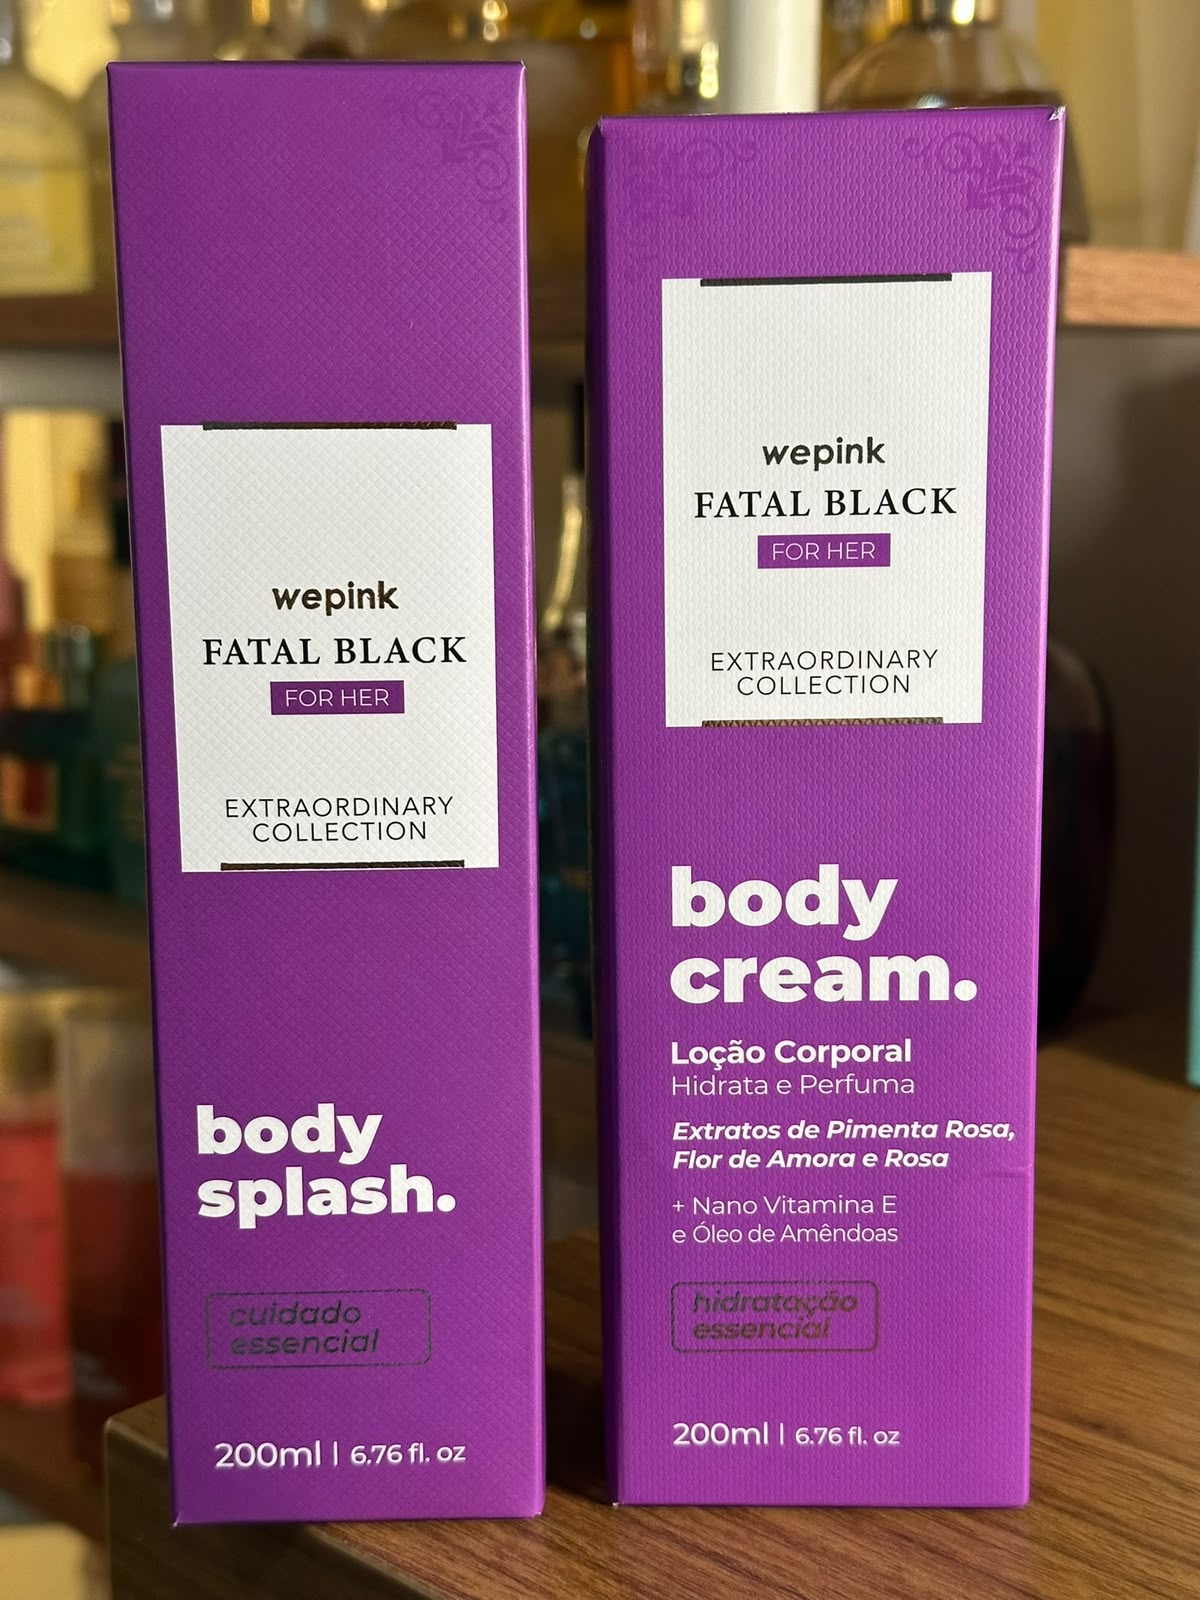 wepink
FATAL BLACK
FOR HER
EXTRAORDINARY
COLLECTION
body
splash.
cuidado
essencial
200ml | 6.76 fl. oz
wepink
FATAL BLACK
FOR HER
EXTRAORDINARY
COLLECTION
body
cream.
Loção Corporal
Hidrata e Perfuma
Extratos de Pimenta Rosa,
Flor de Amora e Rosa
+ Nano Vitamina E
e Óleo de Amêndoas
hidratação
essencial
200ml | 6.76 fl. oz